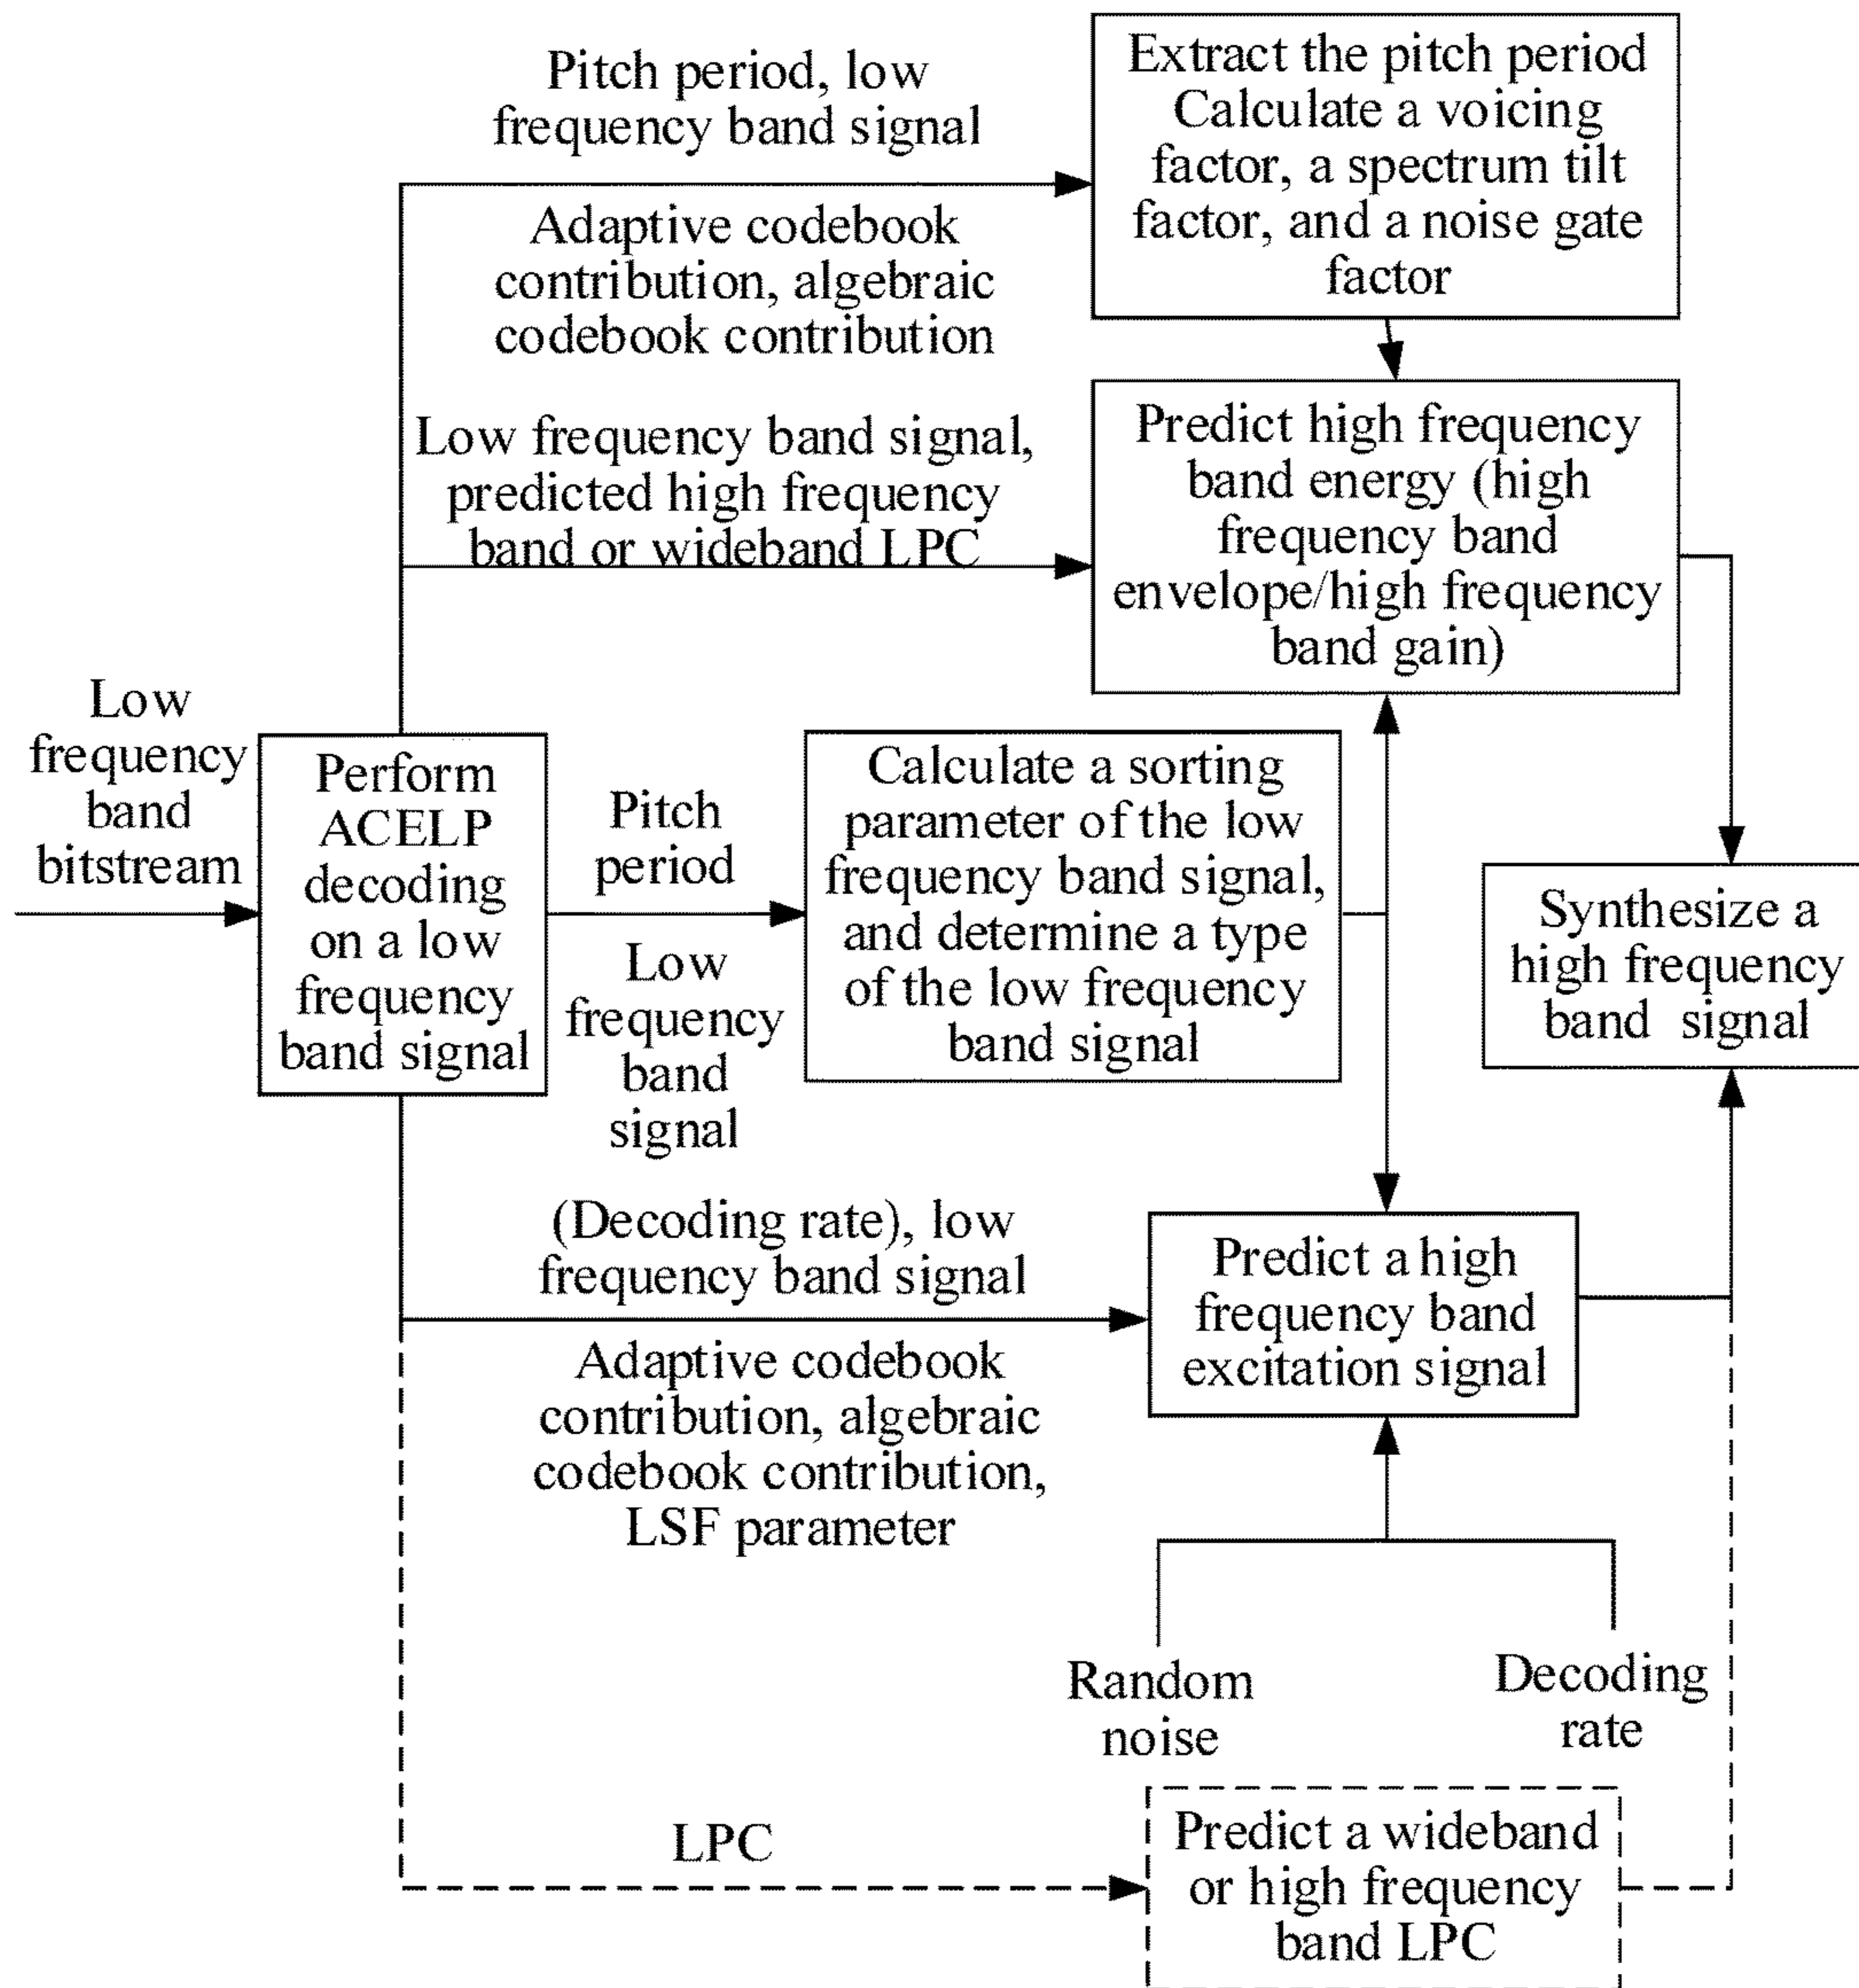 Pitch period, low
frequency band signal
Adaptive codebook
contribution, algebraic
codebook contribution
Extract the pitch period
Calculate a voicing
factor, a spectrum tilt
factor, and a noise gate
factor
Low frequency band signal,
predicted high frequency
band or wideband LPC
Predict high frequency
band energy (high
frequency band
envelope/high frequency
band gain)
Low
frequency
band
bitstream
Perform
ACELP
decoding
on a low
frequency
band signal
Pitch
period
Low
frequency
band
signal
Calculate a sorting
parameter of the low
frequency band signal,
and determine a type
of the low frequency
band signal
Synthesize a
high frequency
band signal
(Decoding rate), low
frequency band signal
Adaptive codebook
contribution, algebraic
codebook contribution,
LSF parameter
Predict a high
frequency band
excitation signal
Random
noise
Decoding
rate
LPC
Predict a wideband
or high frequency
band LPC